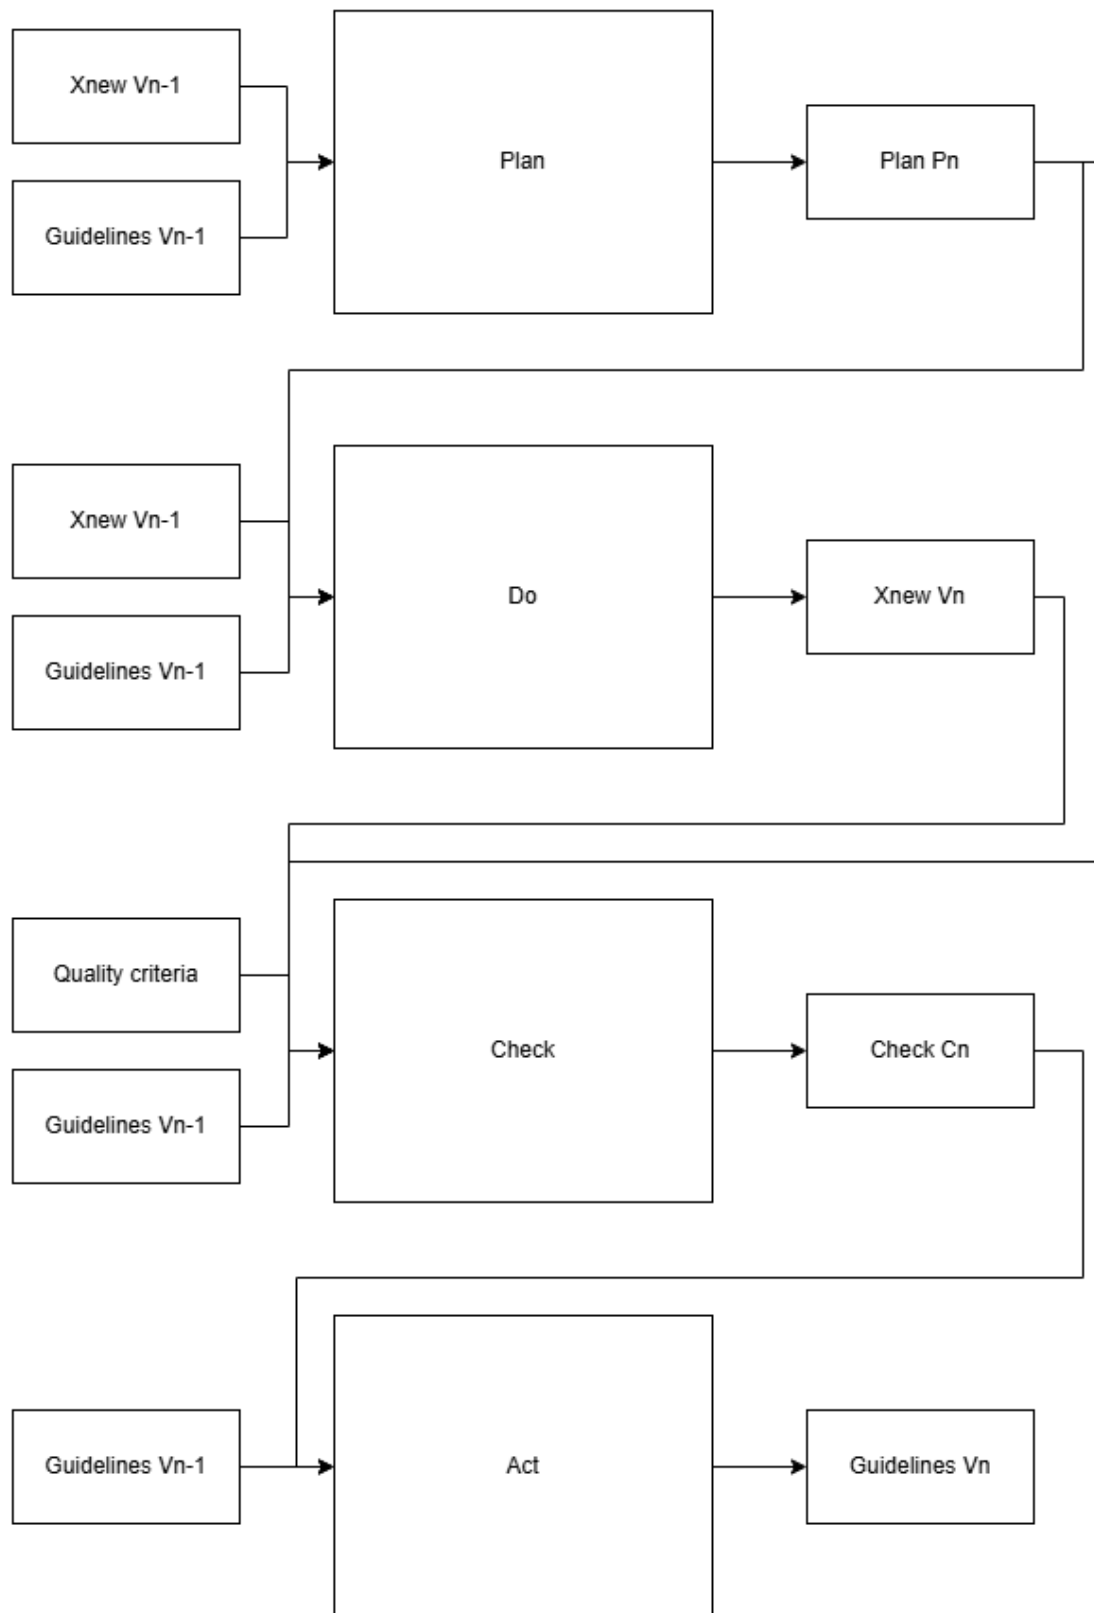 Xnew Vn-1
Guidelines Vn-1
Plan
Plan Pn
Xnew Vn-1
Guidelines Vn-1
Do
Xnew Vn
Quality criteria
Guidelines Vn-1
Check
Check Cn
Guidelines Vn-1
Act
Guidelines Vn